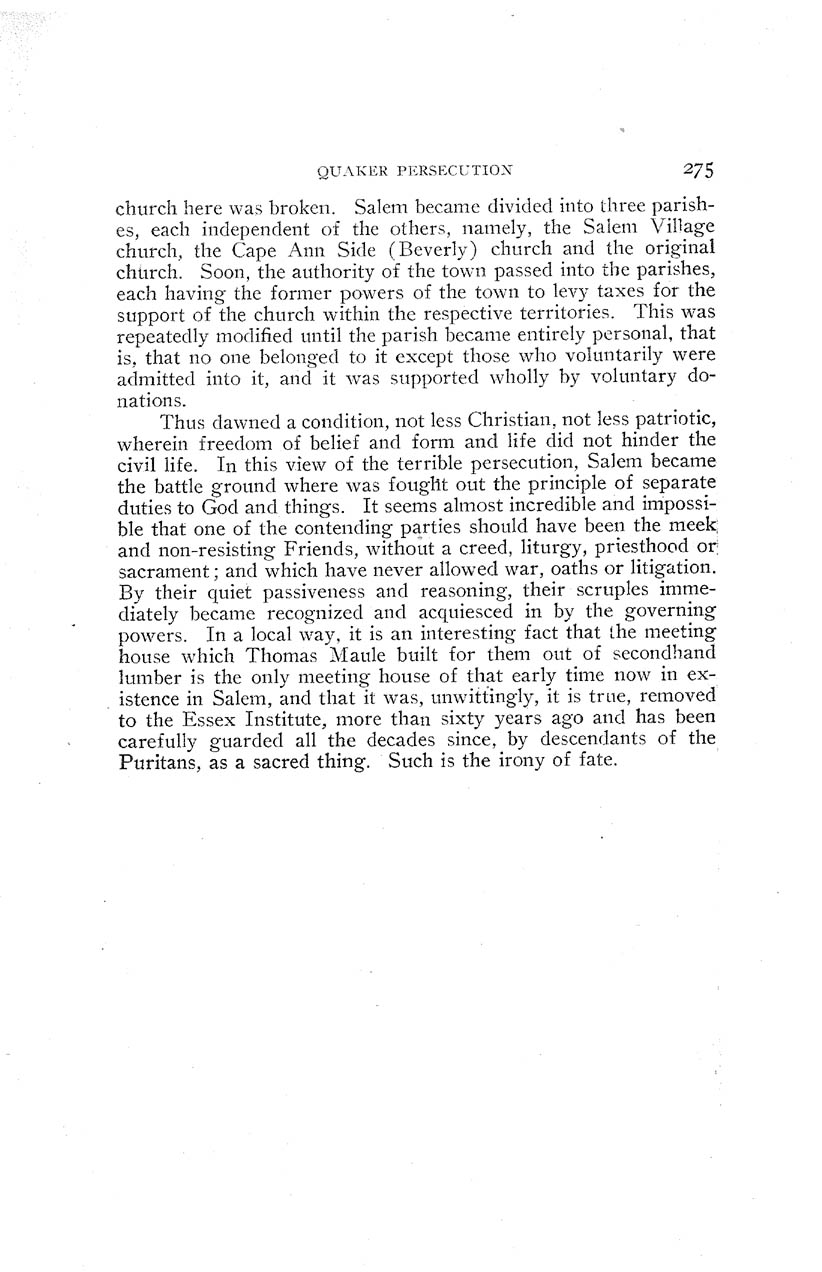 QUAKER PERSECUTION 275
church here was broken. Salem became divided into three parish-
es, each independent of the others, namely, the Salem Village
church, the Cape Ann Side (Beverly) church and the original
church. Soon, the authority of the town passed into the parishes,
each having the former powers of the town to levy taxes for the
support of the church within the respective territories. This was
repeatedly modified until the parish became entirely personal, that
is, that no one belonged to it except those who voluntarily were
admitted into it, and it was supported wholly by voluntary do-
nations.
Thus dawned a condition, not less Christian, not less patriotic,
wherein freedom of belief and form and life did not hinder the
civil life. In this view of the terrible persecution, Salem became
the battle ground where was fought out the principle of separate
duties to God and things. It seems almost incredible and impossi-
ble that one of the contending parties should have been the meek
and non-resisting Friends, without a creed, liturgy, priesthood or
sacrament; and which have never allowed war, oaths or litigation.
By their quiet passiveness and reasoning, their scruples imme-
diately became recognized and acquiesced in by the governing
powers. In a local way, it is an interesting fact that the meeting
house which Thomas Maule built for them out of secondhand
lumber is the only meeting house of that early time now in ex-
istence in Salem, and that it was, unwittingly, it is true, removed
to the Essex Institute, more than sixty years ago and has been
carefully guarded all the decades since, by descendants of the
Puritans, as a sacred thing. Such is the irony of fate.